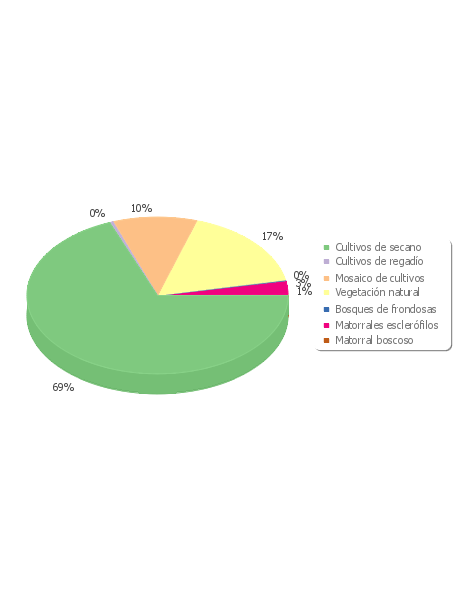 0%
10%
17%
0%
3%
1%
69%
Cultivos de secano
Cultivos de regadío
Mosaico de cultivos
Vegetación natural
Bosques de frondosas
Matorrales esclerófilos
Matorral boscoso